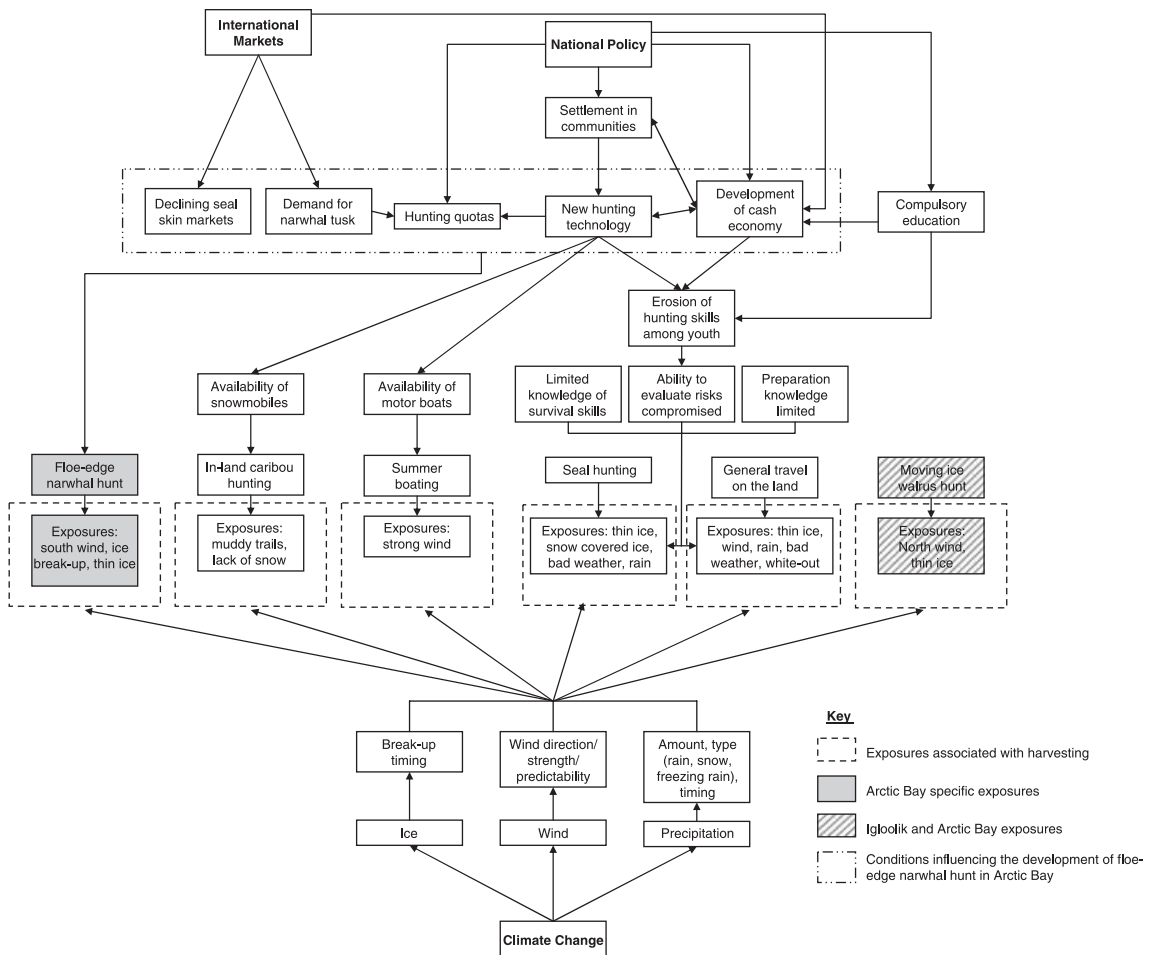 International
Markets
National Policy
Settlement in
communities
Declining seal
skin markets
Demand for
narwhal tusk
Hunting quotas
New hunting
technology
Development
of cash
economy
Compulsory
education
Erosion of
hunting skills
among youth
Availability of
snowmobiles
Availability of
motor boats
Limited
knowledge of
survival skills
Ability to
evaluate risks
compromised
Preparation
knowledge
limited
Floe-edge
narwhal hunt
In-land caribou
hunting
Summer
boating
Seal hunting
General travel
on the land
Moving ice
walrus hunt
Exposures:
south wind, ice
break-up, thin ice
Exposures:
muddy trails,
lack of snow
Exposures:
strong wind
Exposures: thin ice,
snow covered ice,
bad weather, rain
Exposures: thin ice,
wind, rain, bad
weather, white-out
Exposures:
North wind,
thin ice
Break-up
timing
Wind direction/
strength/
predictability
Amount, type
(rain, snow,
freezing rain),
timing
Ice
Wind
Precipitation
Climate Change
Key
Exposures associated with harvesting
Arctic Bay specific exposures
Igloolik and Arctic Bay exposures
Conditions influencing the development of floe-
edge narwhal hunt in Arctic Bay